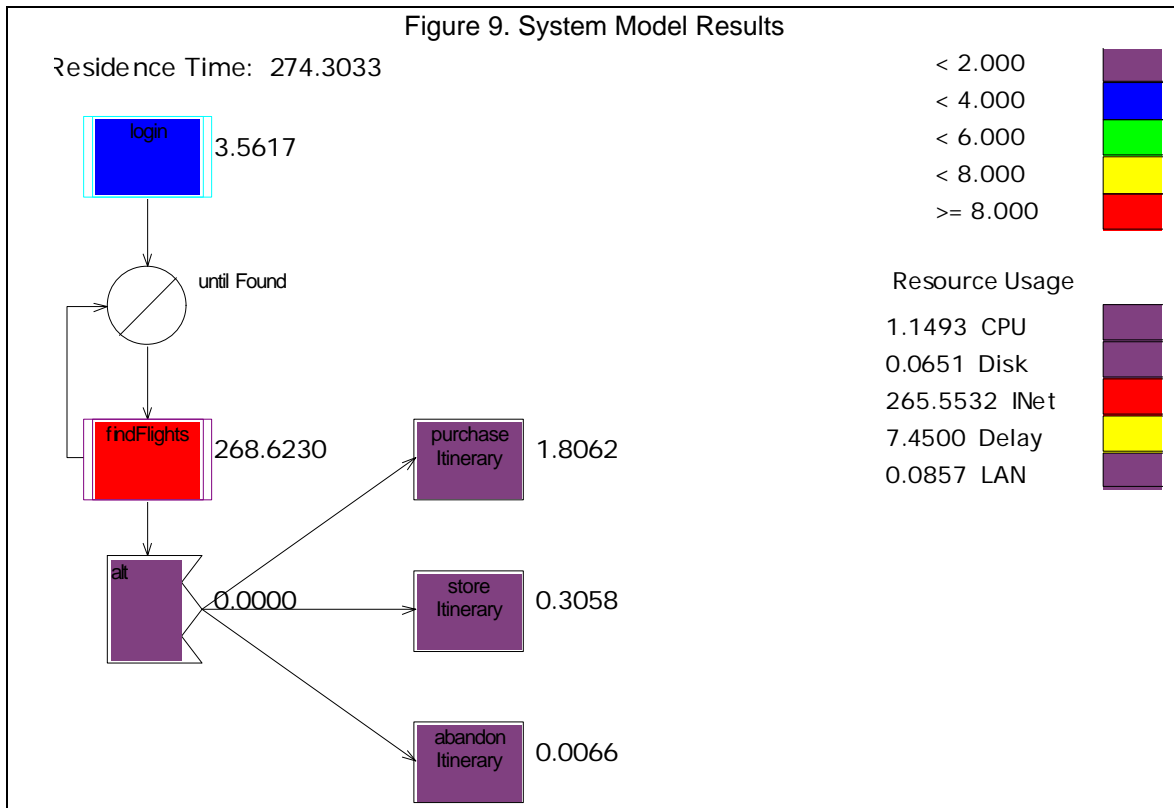 Figure 9. System Model Results
Residence Time: 274.3033
login
3.5617
until Found
findFlights
268.6230
alt
0.0000
purchase
Itinerary
1.8062
store
Itinerary
0.3058
abandon
Itinerary
0.0066
< 2.000
< 4.000
< 6.000
< 8.000
>= 8.000
Resource Usage
1.1493 CPU
0.0651 Disk
265.5532 INet
7.4500 Delay
0.0857 LAN